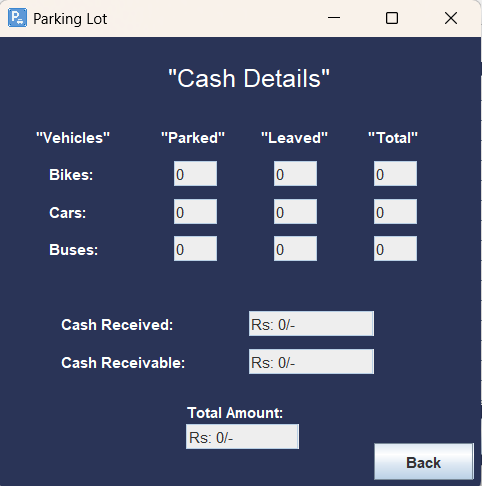 Parking Lot
"Cash Details"
"Vehicles" "Parked" "Leaved" "Total"
Bikes: 0 0 0
Cars: 0 0 0
Buses: 0 0 0
Cash Received: Rs: 0/-
Cash Receivable: Rs: 0/-
Total Amount:
Rs: 0/-
Back